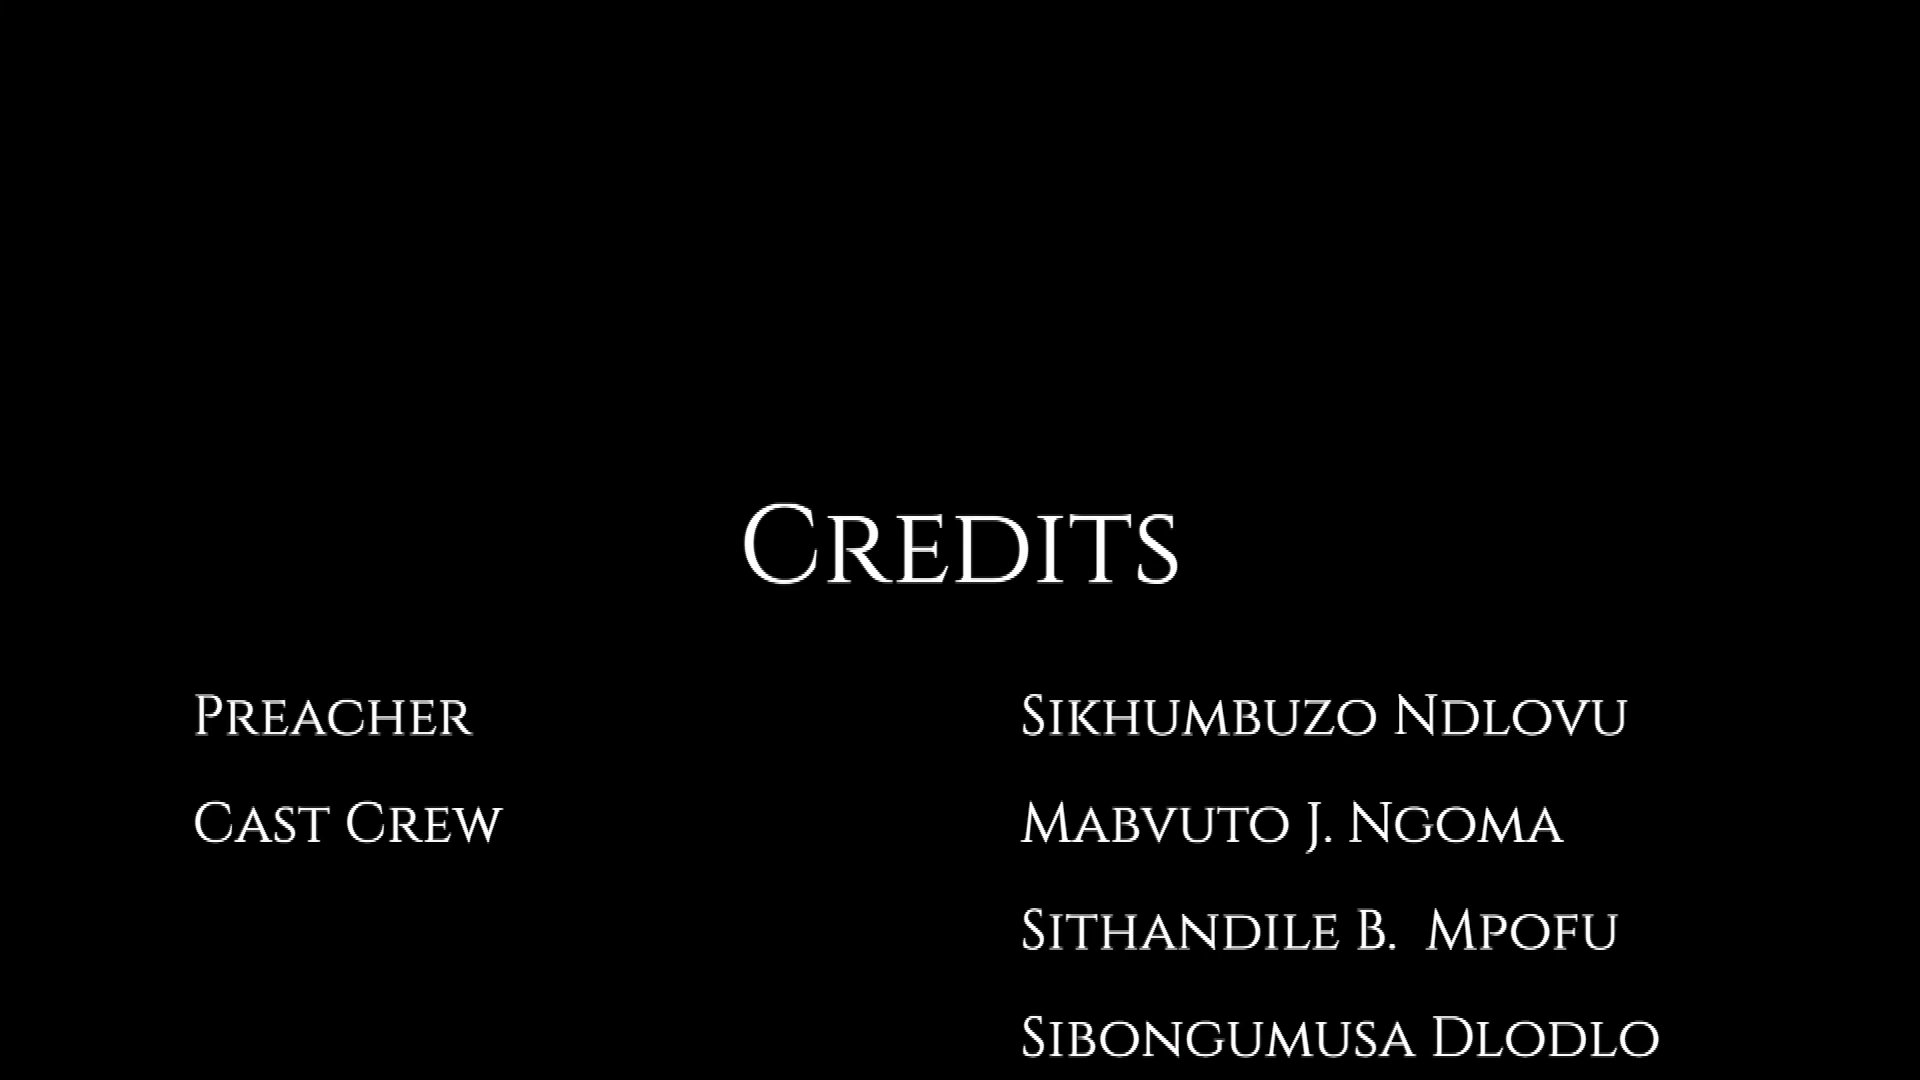 Credits
Preacher Sikhumbuzo Ndlovu
Cast Crew Mabvuto J. Ngoma
Sithandile B.  Mpofu
Sibongumusa Dlodlo